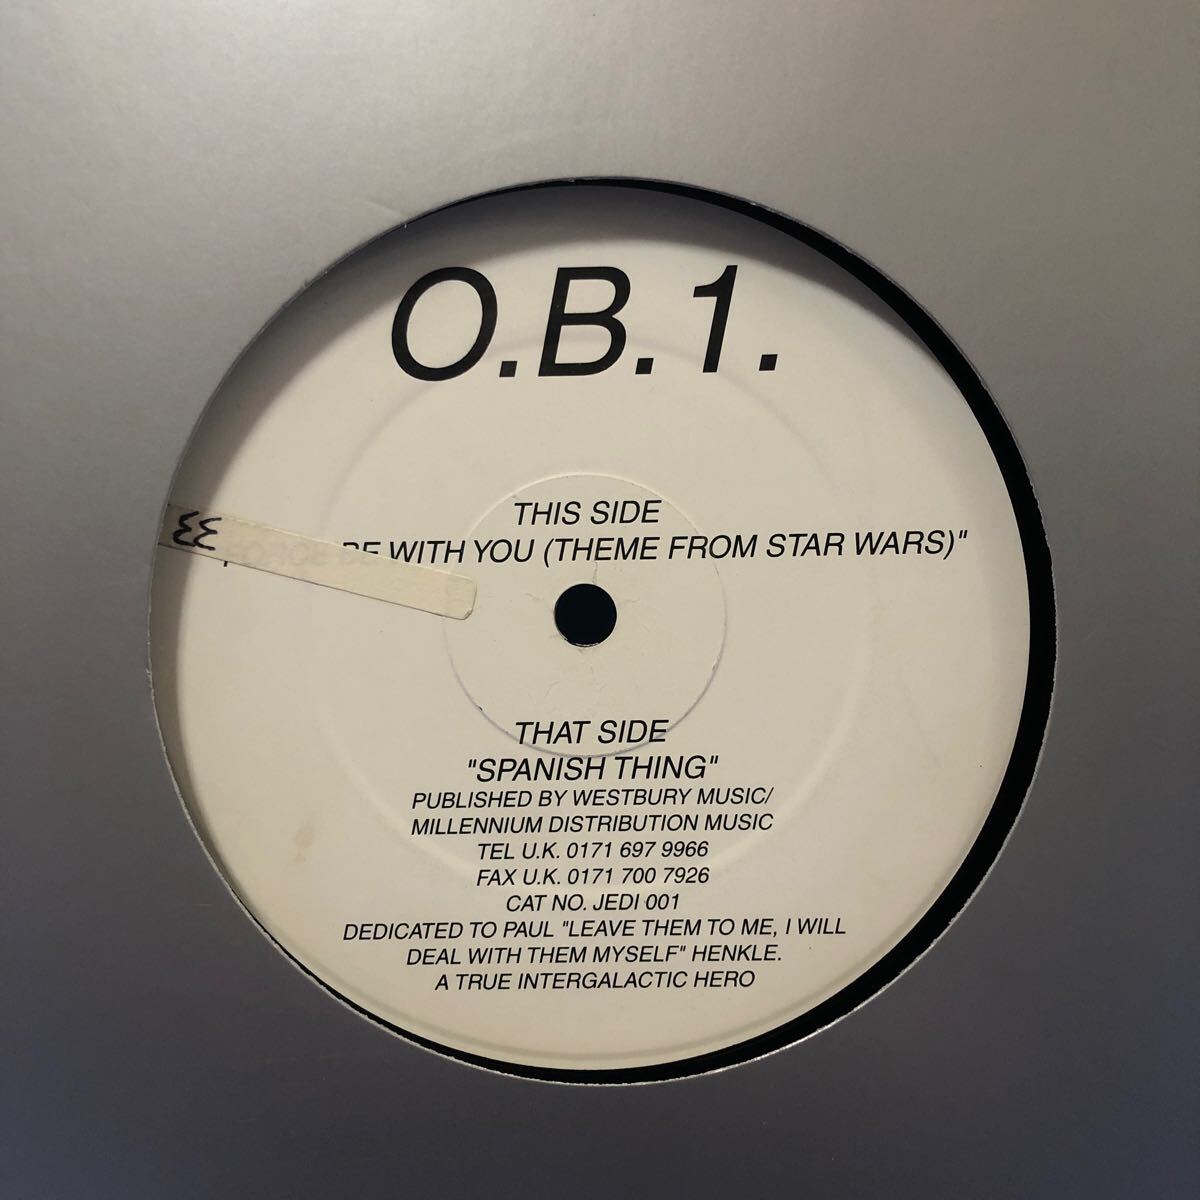 O.B.1.
THIS SIDE
FORCE BE WITH YOU (THEME FROM STAR WARS)"
33
THAT SIDE
"SPANISH THING"
PUBLISHED BY WESTBURY MUSIC/
MILLENNIUM DISTRIBUTION MUSIC
TEL U.K. 0171 697 9966
FAX U.K. 0171 700 7926
CAT NO. JEDI 001
DEDICATED TO PAUL "LEAVE THEM TO ME, I WILL
DEAL WITH THEM MYSELF" HENKLE.
A TRUE INTERGALACTIC HERO